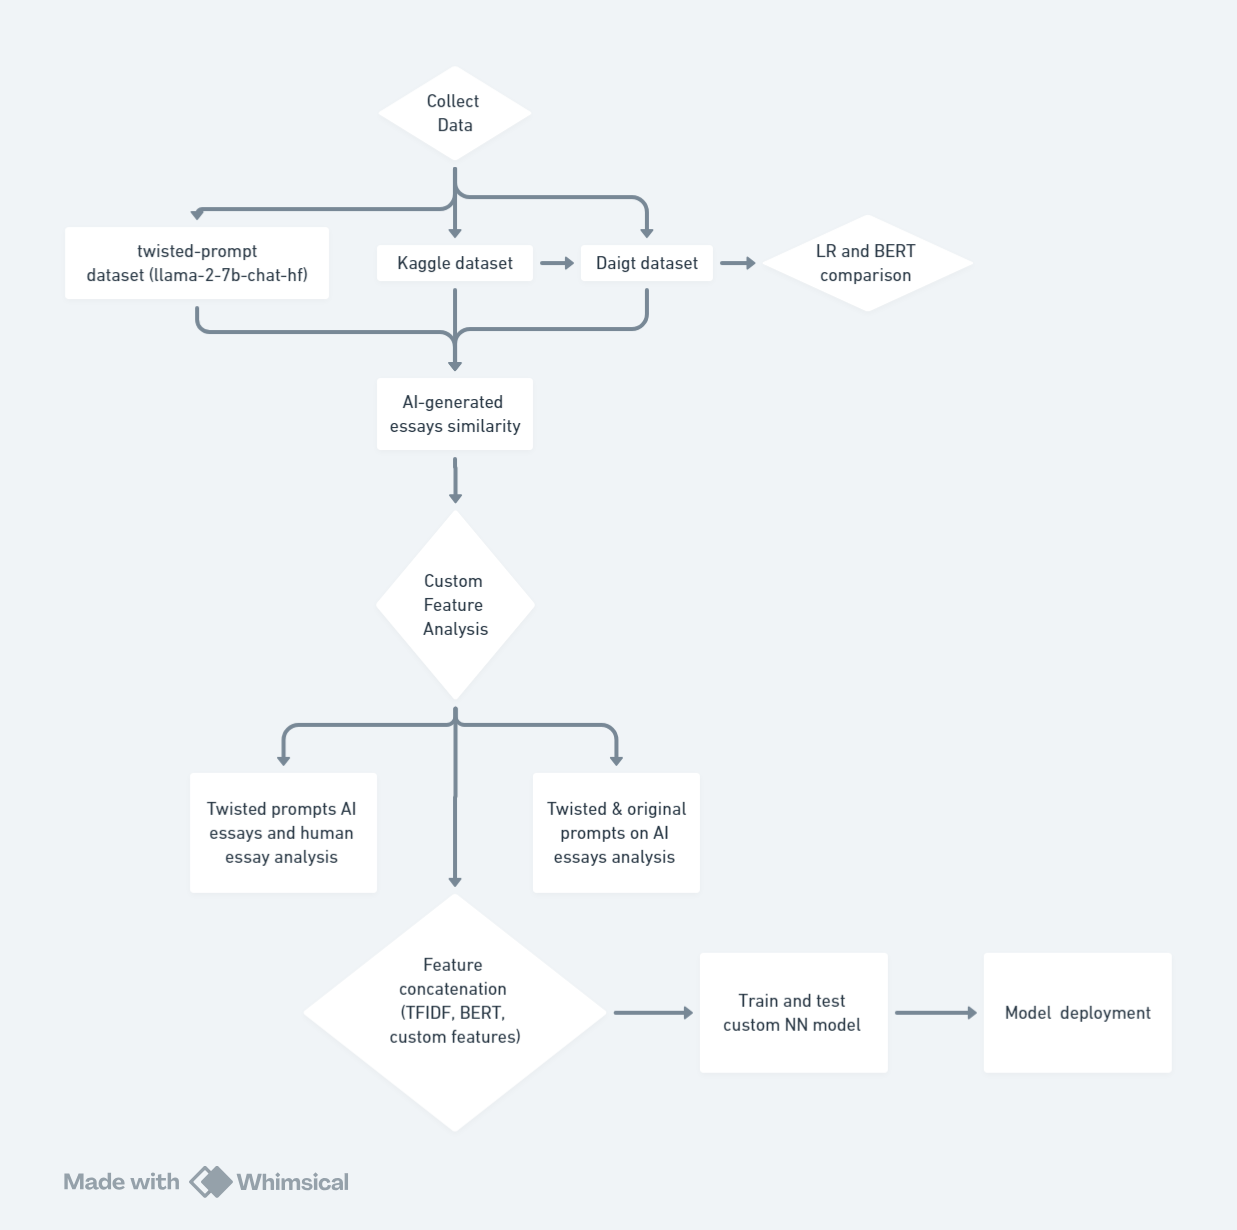 Collect
Data
twisted-prompt
dataset (llama-2-7b-chat-hf)
Kaggle dataset
Daigt dataset
LR and BERT
comparison
AI-generated
essays similarity
Custom
Feature
Analysis
Twisted prompts AI
essays and human
essay analysis
Twisted & original
prompts on AI
essays analysis
Feature
concatenation
(TFIDF, BERT,
custom features)
Train and test
custom NN model
Model deployment
Made with Whimsical